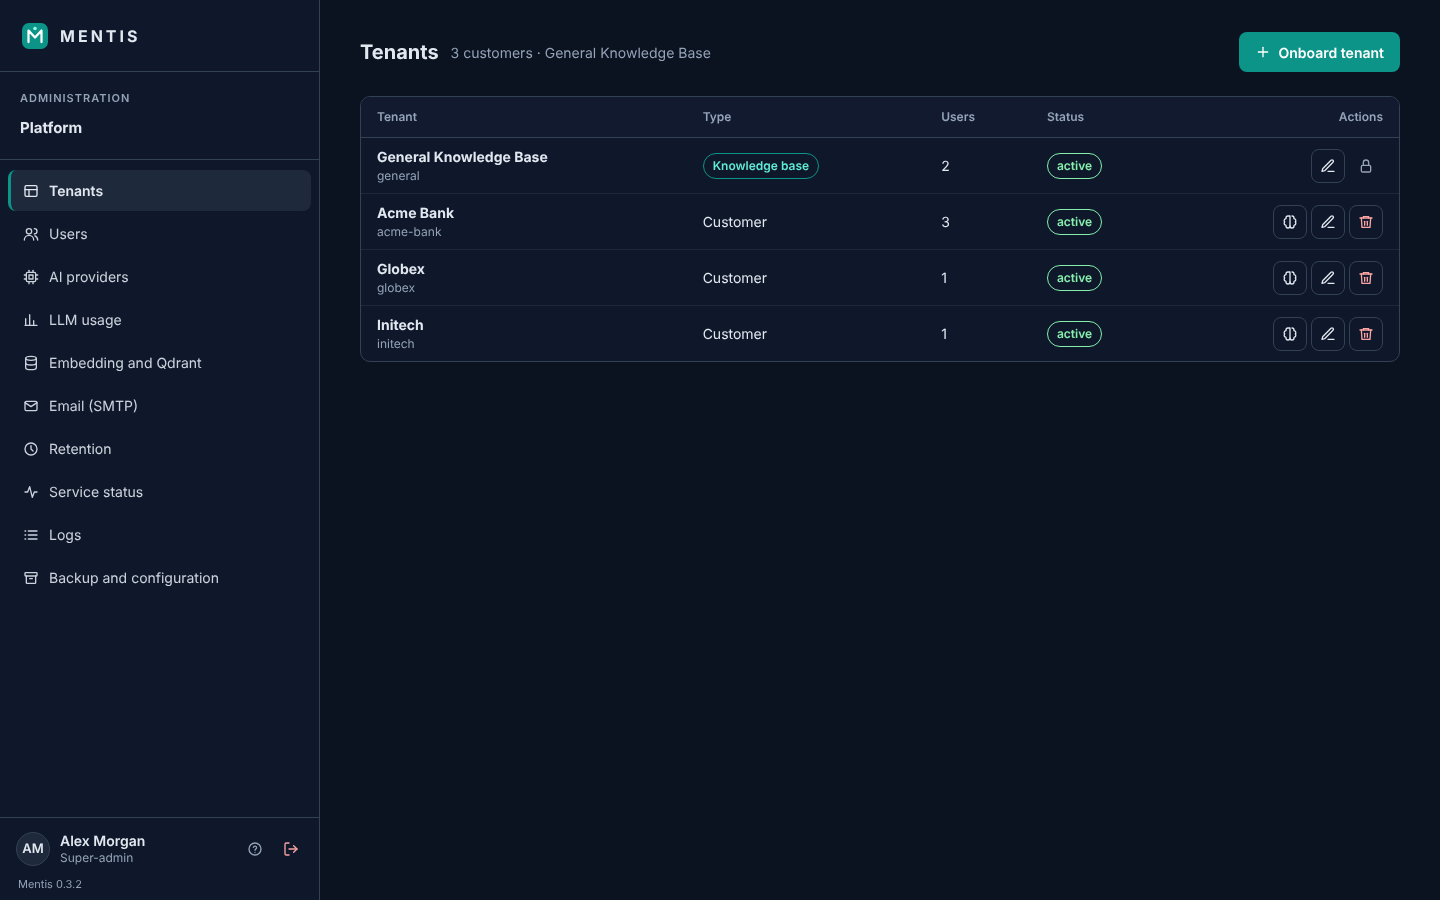 MENTIS
ADMINISTRATION
Platform
Tenants
Users
AI providers
LLM usage
Embedding and Qdrant
Email (SMTP)
Retention
Service status
Logs
Backup and configuration
AM
Alex Morgan
Super-admin
Mentis 0.3.2
Tenants 3 customers · General Knowledge Base
+ Onboard tenant
Tenant Type Users Status Actions
General Knowledge Base
general
Knowledge base 2 active
Acme Bank
acme-bank
Customer 3 active
Globex
globex
Customer 1 active
Initech
initech
Customer 1 active